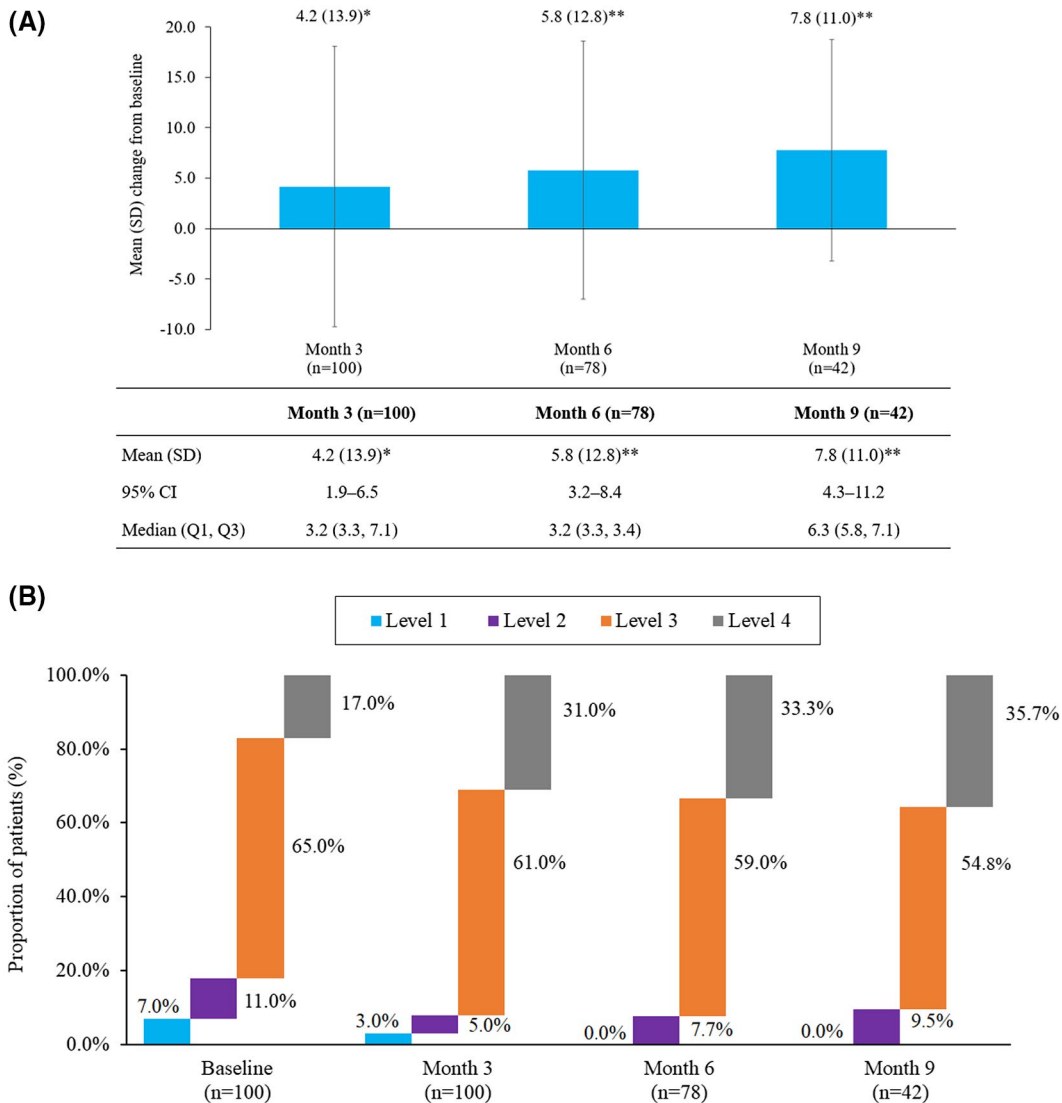 (A)
4.2 (13.9)* 5.8 (12.8)** 7.8 (11.0)**
Mean (SD) change from baseline
20.0
15.0
10.0
5.0
0.0
-5.0
-10.0
Month 3 Month 6 Month 9
(n=100) (n=78) (n=42)
Month 3 (n=100) Month 6 (n=78) Month 9 (n=42)
Mean (SD) 4.2 (13.9)* 5.8 (12.8)** 7.8 (11.0)**
95% CI 1.9–6.5 3.2–8.4 4.3–11.2
Median (Q1, Q3) 3.2 (3.3, 7.1) 3.2 (3.3, 3.4) 6.3 (5.8, 7.1)
(B)
Level 1 Level 2 Level 3 Level 4
Proportion of patients (%)
100.0%
80.0%
60.0%
40.0%
20.0%
0.0%
7.0% 11.0% 65.0% 17.0%
3.0% 5.0% 61.0% 31.0%
0.0% 7.7% 59.0% 33.3%
0.0% 9.5% 54.8% 35.7%
Baseline Month 3 Month 6 Month 9
(n=100) (n=100) (n=78) (n=42)